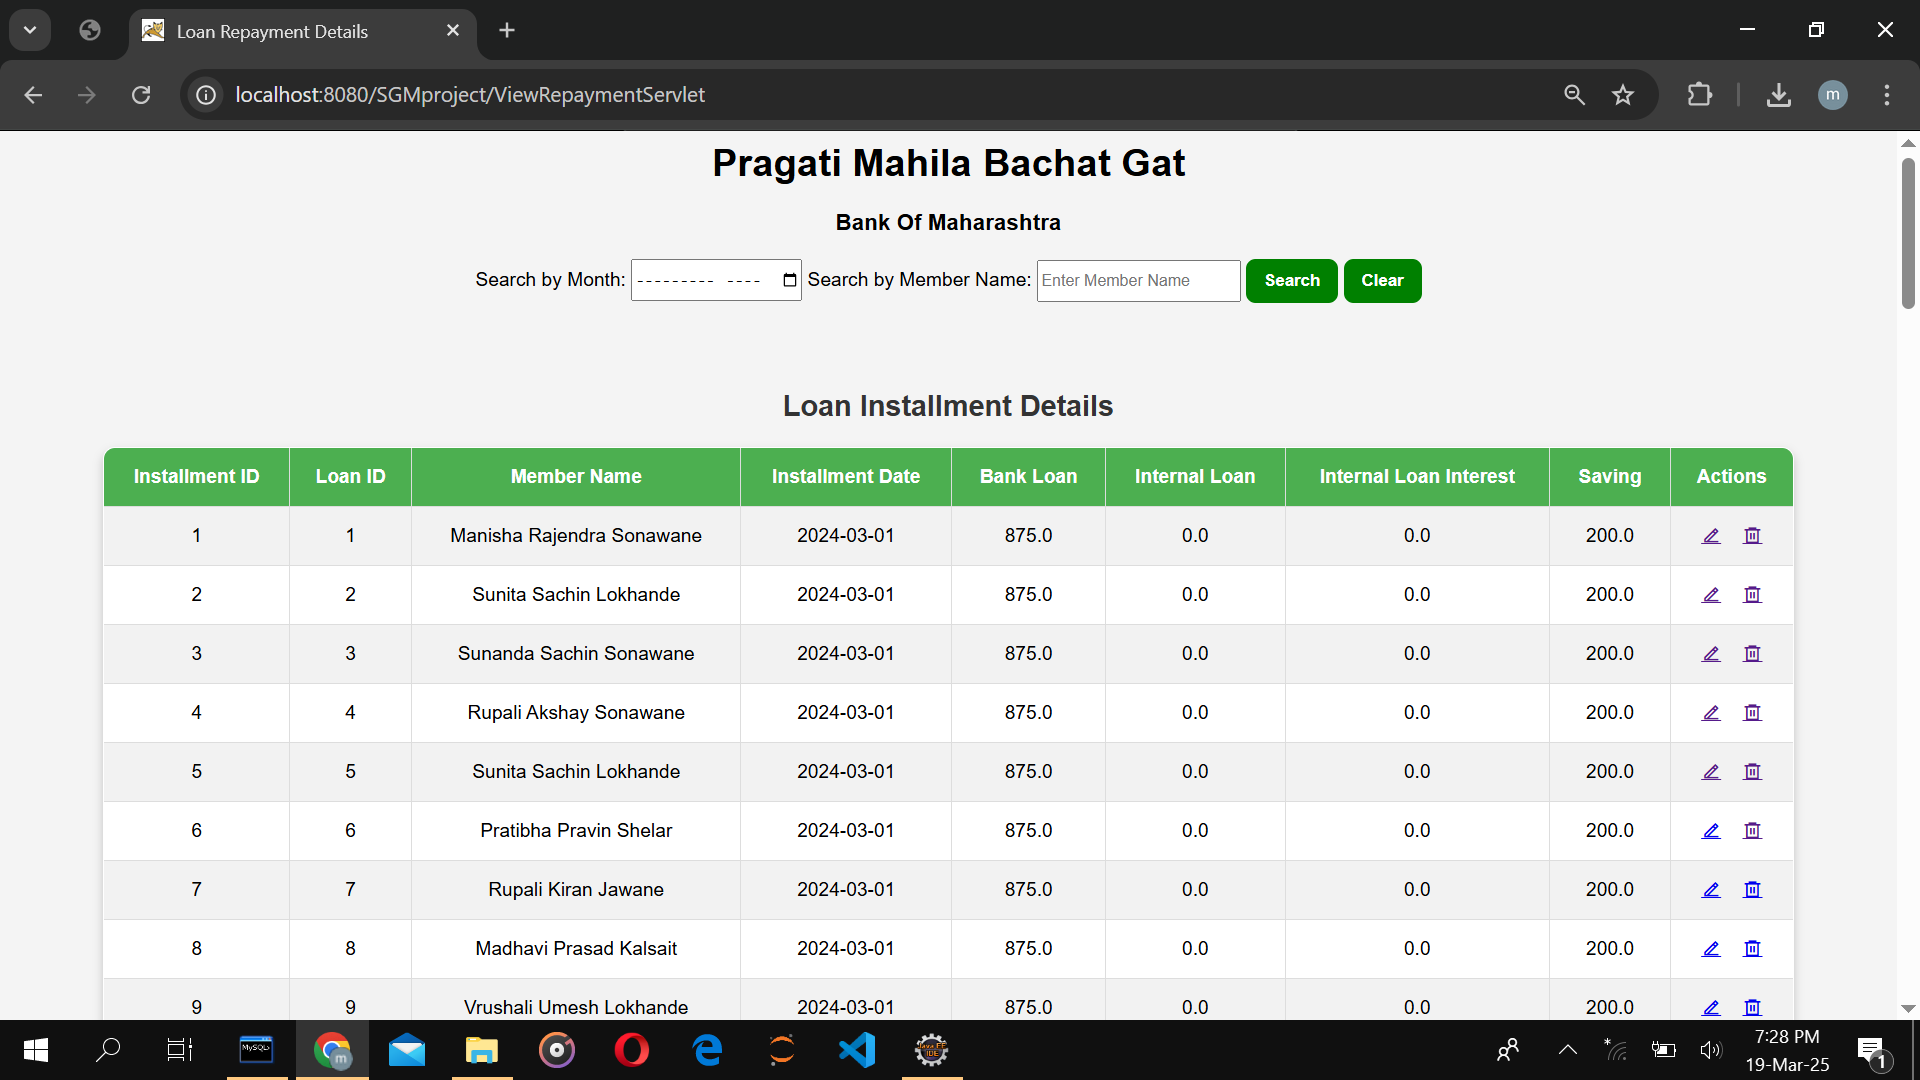 Loan Repayment Details
localhost:8080/SGMproject/ViewRepaymentServlet
m
Pragati Mahila Bachat Gat
Bank Of Maharashtra
Search by Month: --------- ---- Search by Member Name: Enter Member Name Search Clear
Loan Installment Details
Installment ID Loan ID Member Name Installment Date Bank Loan Internal Loan Internal Loan Interest Saving Actions
1 1 Manisha Rajendra Sonawane 2024-03-01 875.0 0.0 0.0 200.0
2 2 Sunita Sachin Lokhande 2024-03-01 875.0 0.0 0.0 200.0
3 3 Sunanda Sachin Sonawane 2024-03-01 875.0 0.0 0.0 200.0
4 4 Rupali Akshay Sonawane 2024-03-01 875.0 0.0 0.0 200.0
5 5 Sunita Sachin Lokhande 2024-03-01 875.0 0.0 0.0 200.0
6 6 Pratibha Pravin Shelar 2024-03-01 875.0 0.0 0.0 200.0
7 7 Rupali Kiran Jawane 2024-03-01 875.0 0.0 0.0 200.0
8 8 Madhavi Prasad Kalsait 2024-03-01 875.0 0.0 0.0 200.0
9 9 Vrushali Umesh Lokhande 2024-03-01 875.0 0.0 0.0 200.0
MySQL
m
Java EE
IDE
7:28 PM
19-Mar-25
1